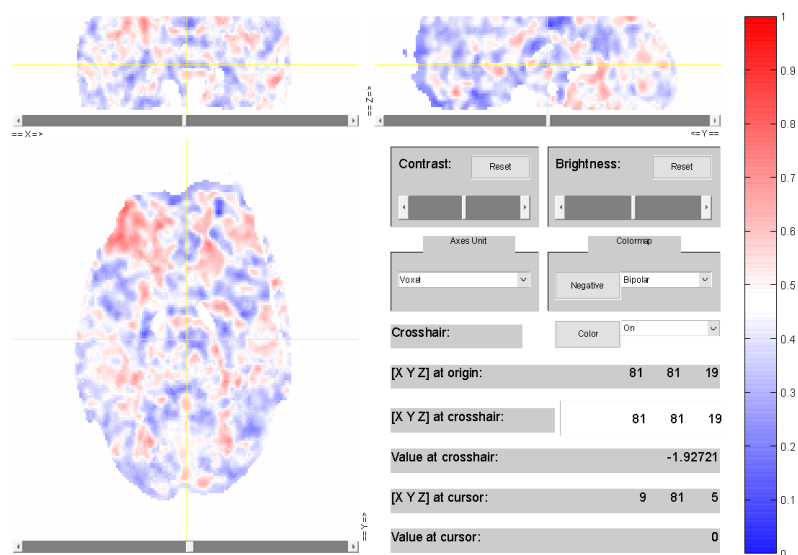 == X =>
== Z =>
<= Y ==
Contrast:
Reset
Brightness:
Reset
Axes Unit
Voxel
Colormap
Negative
Bipolar
Crosshair:
Color
On
[X Y Z] at origin:
81 81 19
[X Y Z] at crosshair:
81 81 19
Value at crosshair:
-1.92721
[X Y Z] at cursor:
9 81 5
Value at cursor:
0
== Y =>
1
0.9
0.8
0.7
0.6
0.5
0.4
0.3
0.2
0.1
0